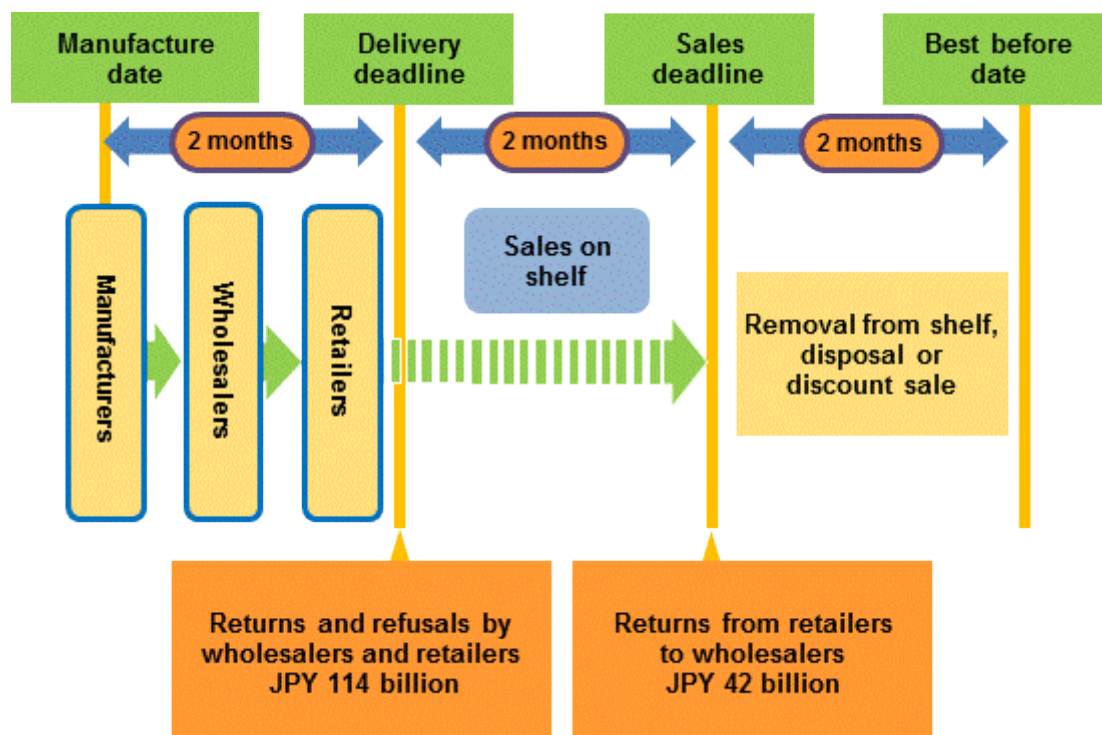 Manufacture
date
Delivery
deadline
Sales
deadline
Best before
date
2 months
2 months
2 months
Manufacturers
Wholesalers
Retailers
Sales on
shelf
Removal from shelf,
disposal or
discount sale
Returns and refusals by
wholesalers and retailers
JPY 114 billion
Returns from retailers
to wholesalers
JPY 42 billion